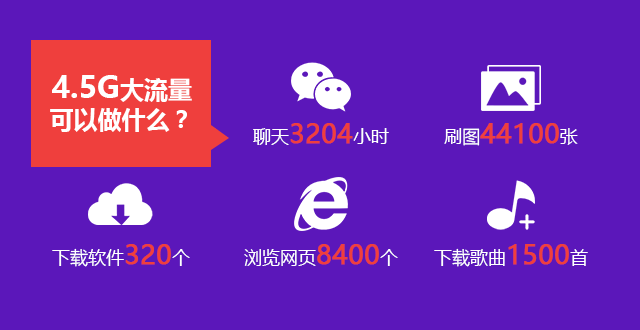 4.5G大流量
可以做什么？
聊天3204小时
刷图44100张
下载软件320个
浏览网页8400个
下载歌曲1500首